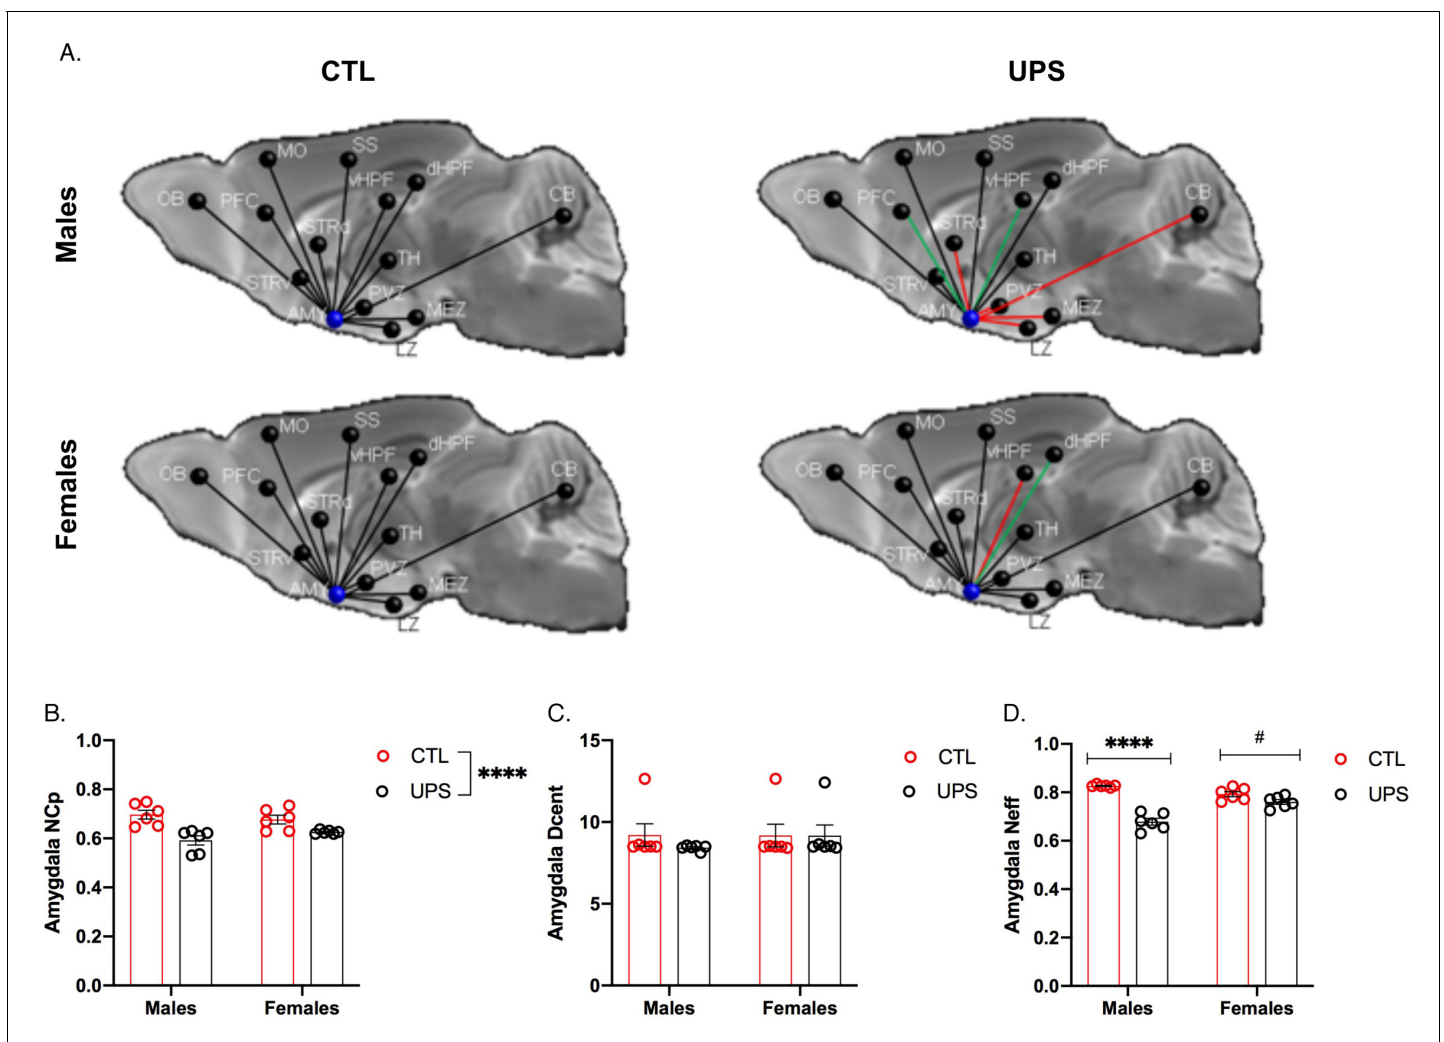 A.
CTL
UPS
Males
MO
SS
dHPF
vHPF
OB
PFC
CB
STRd
TH
STRv
PVZ
AMY
MEZ
LZ
MO
SS
dHPF
vHPF
OB
PFC
CB
STRd
TH
STRv
PVZ
AMY
MEZ
LZ
Females
MO
SS
dHPF
vHPF
OB
PFC
CB
STRd
TH
STRv
PVZ
AMY
MEZ
LZ
MO
SS
dHPF
vHPF
OB
PFC
CB
STRd
TH
STRv
PVZ
AMY
MEZ
LZ
B.
Amygdala NCp
1.0
0.8
0.6
0.4
0.2
0.0
Males
Females
CTL
UPS
****
C.
Amygdala Dcent
15
10
5
0
Males
Females
CTL
UPS
D.
Amygdala Neff
1.0
0.8
0.6
0.4
0.2
0.0
****
#
Males
Females
CTL
UPS